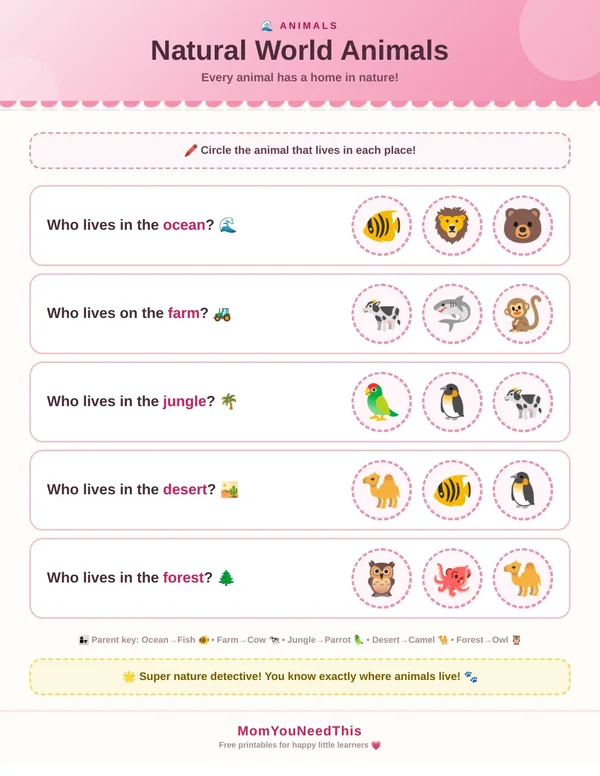 🌊 ANIMALS
Natural World Animals
Every animal has a home in nature!
🖍️ Circle the animal that lives in each place!
Who lives in the ocean? 🌊
Who lives on the farm? 🚜
Who lives in the jungle? 🌴
Who lives in the desert? 🏜️
Who lives in the forest? 🌲
👩‍👧 Parent key: Ocean→Fish 🐠 • Farm→Cow 🐄 • Jungle→Parrot 🦜 • Desert→Camel 🐪 • Forest→Owl 🦉
🌟 Super nature detective! You know exactly where animals live! 🐾
MomYouNeedThis
Free printables for happy little learners 💗